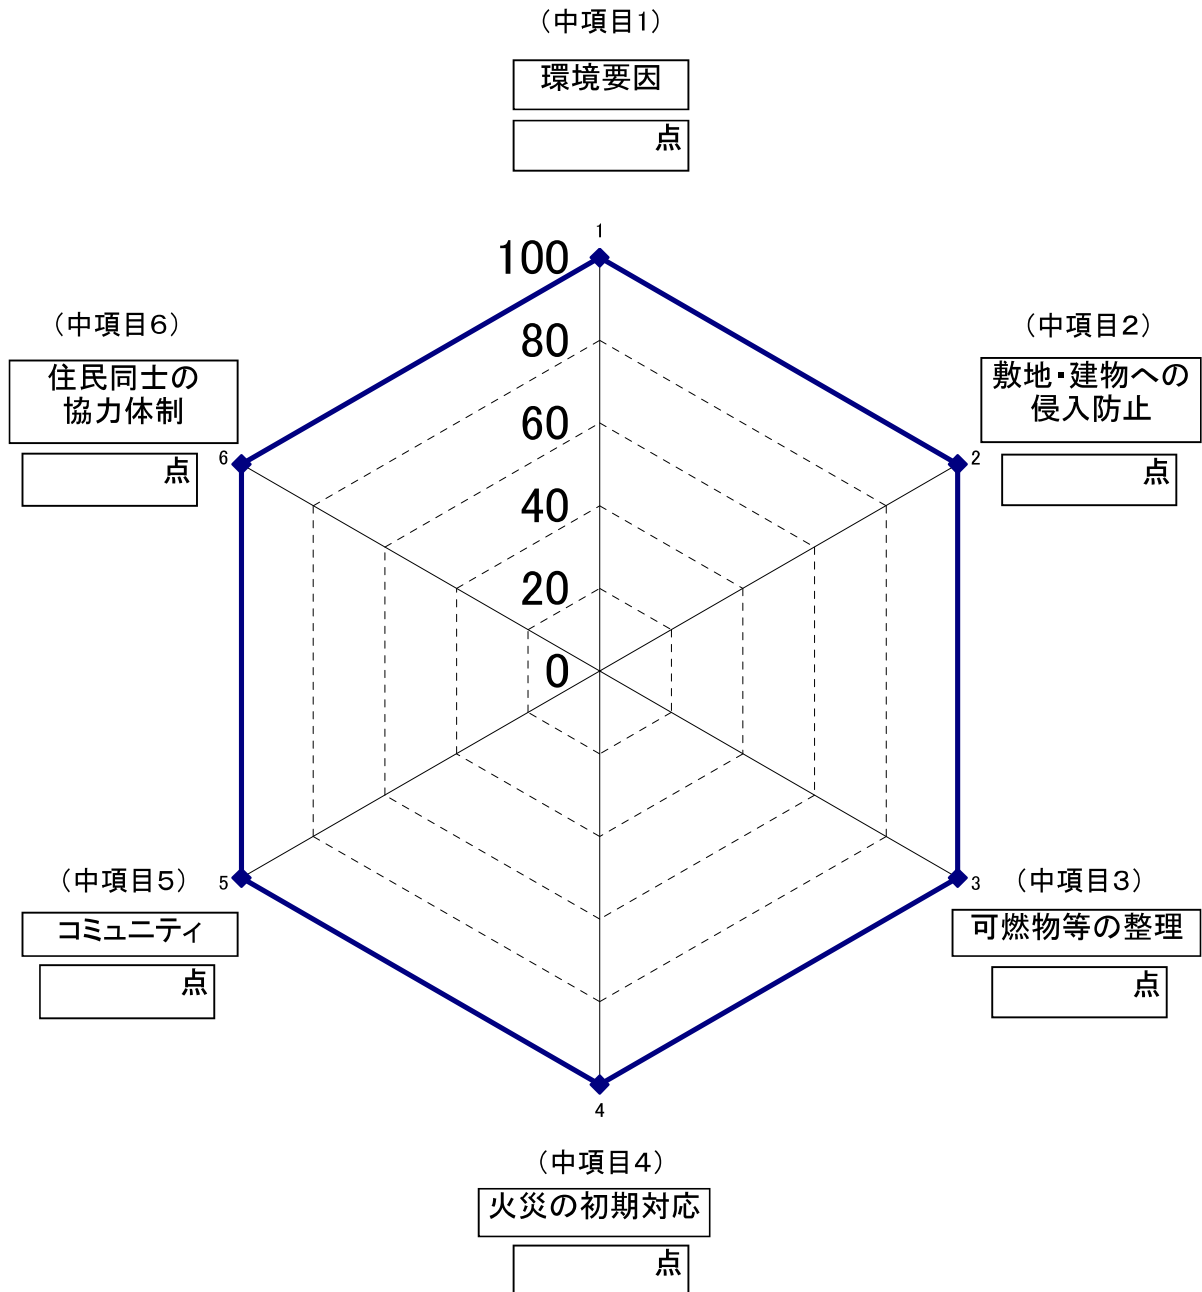 (中項目1)
環境要因
点
1
100
80
60
40
20
0
(中項目6)
住民同士の
協力体制
点
6
(中項目2)
敷地・建物への
侵入防止
点
2
(中項目5)
コミュニティ
点
5
(中項目3)
可燃物等の整理
点
3
4
(中項目4)
火災の初期対応
点